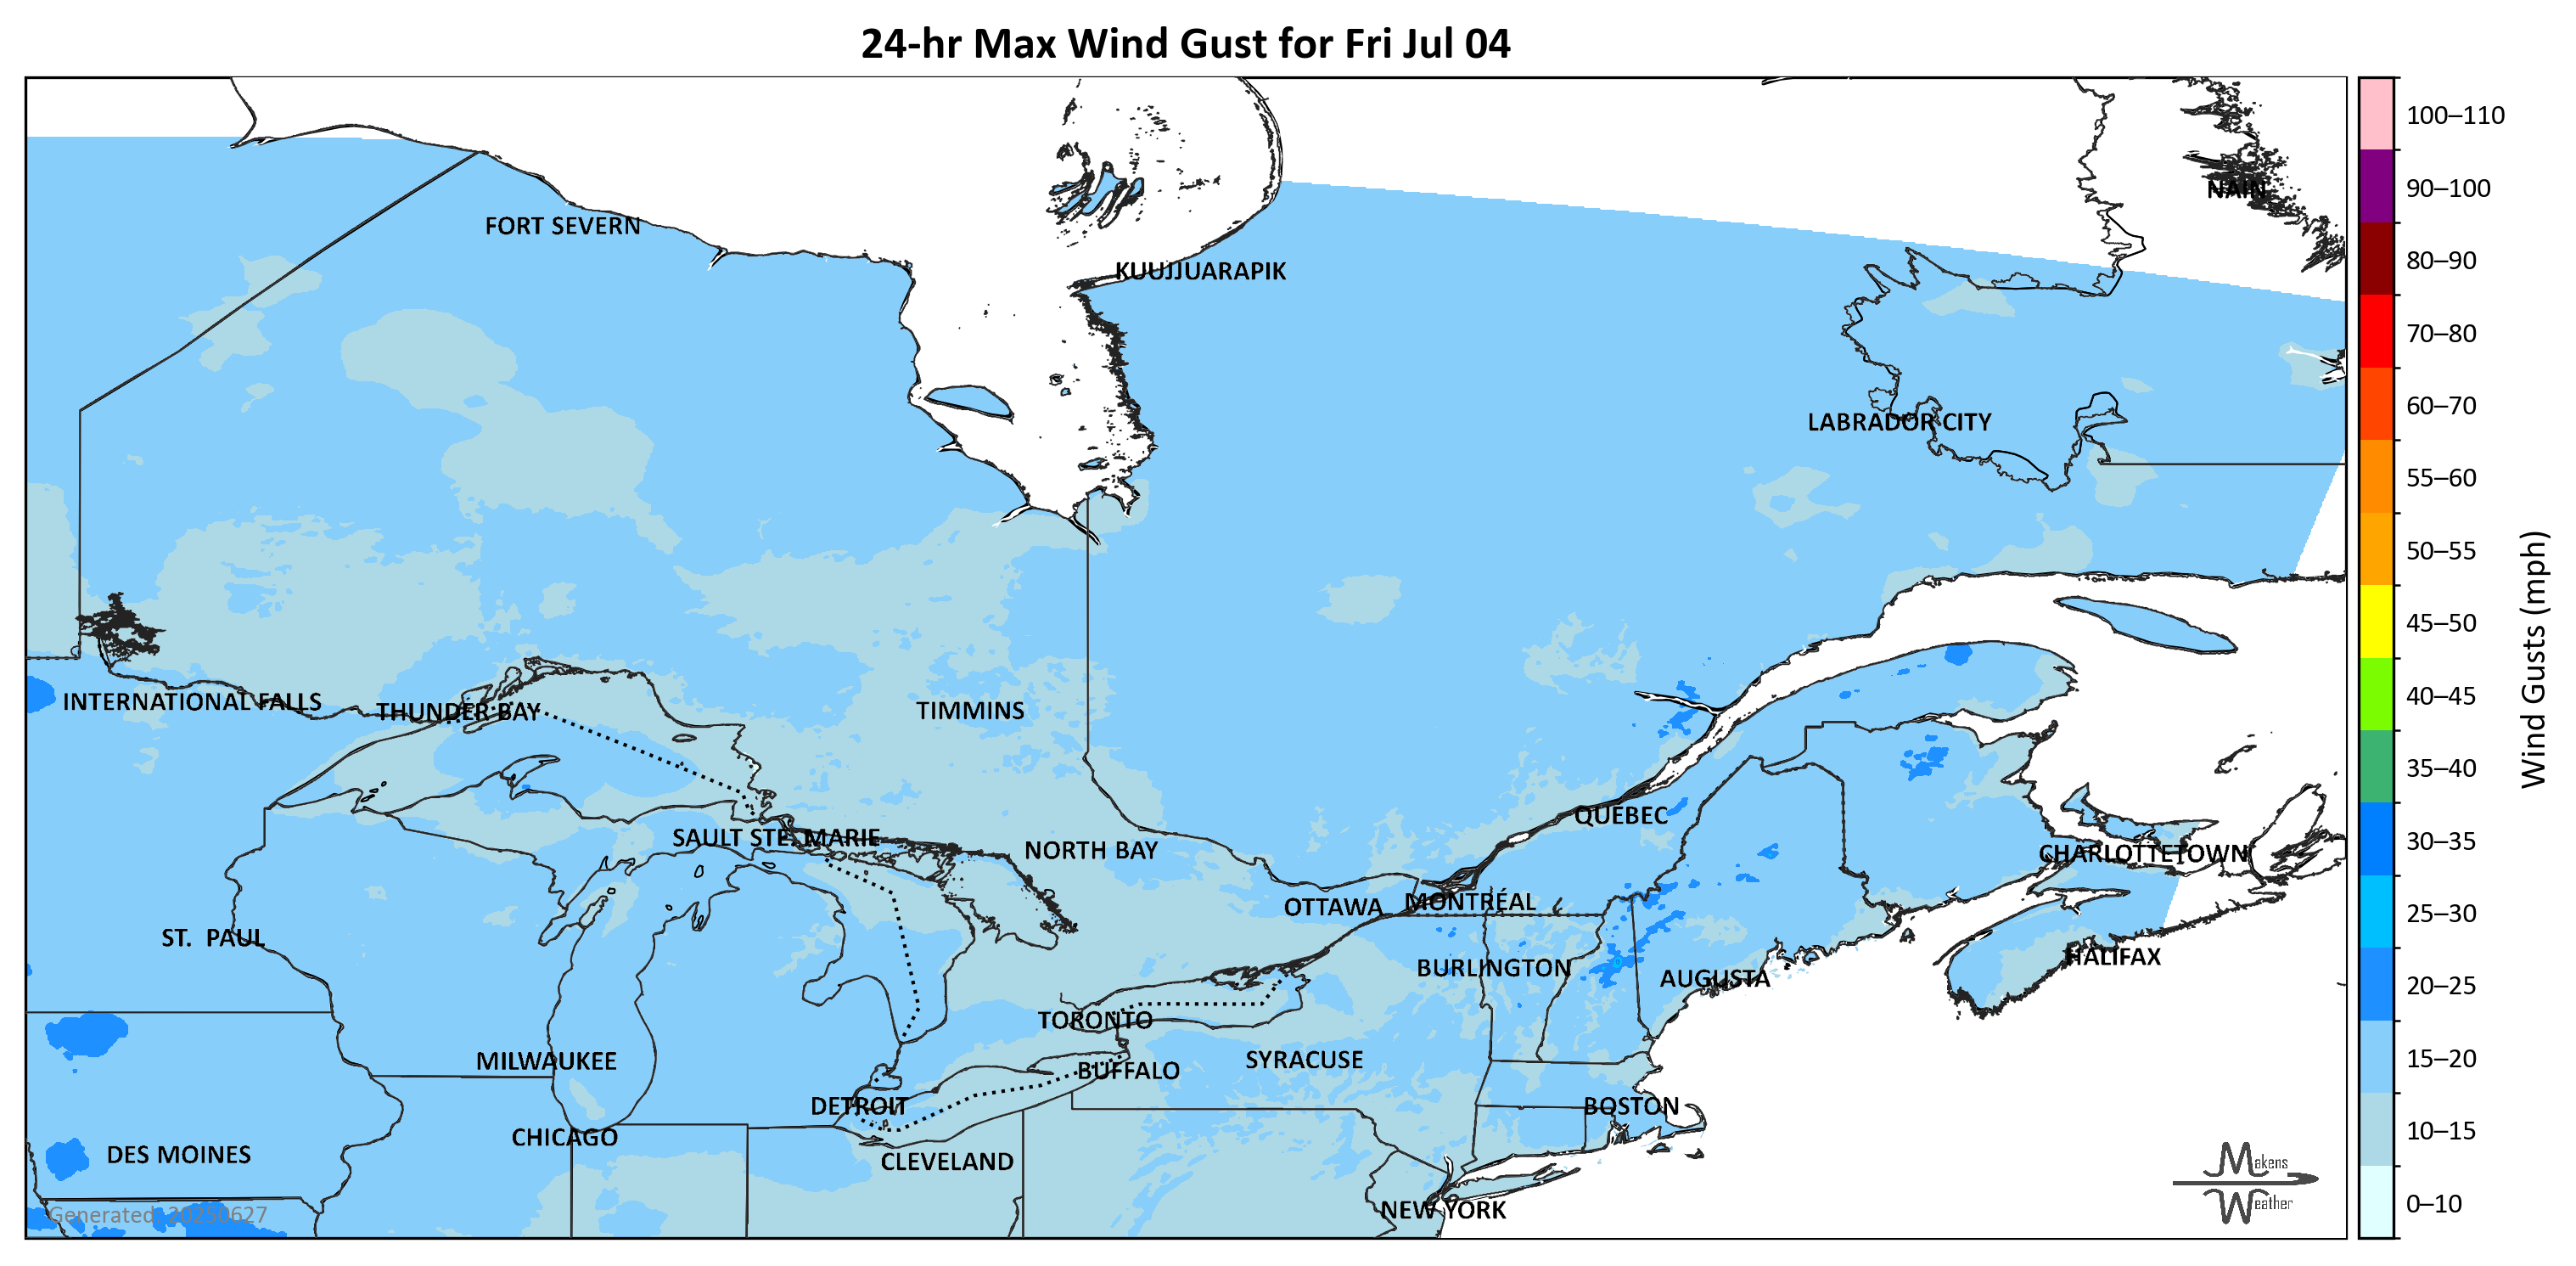 24-hr Max Wind Gust for Fri Jul 04
NAIN
FORT SEVERN
KUUJJUARAPIK
LABRADOR CITY
INTERNATIONAL FALLS
THUNDER BAY
TIMMINS
QUEBEC
SAULT STE. MARIE
NORTH BAY
CHARLOTTETOWN
OTTAWA
MONTRÉAL
ST. PAUL
HALIFAX
BURLINGTON
AUGUSTA
TORONTO
MILWAUKEE
SYRACUSE
BUFFALO
DETROIT
BOSTON
CHICAGO
DES MOINES
CLEVELAND
NEW YORK
Generated: 20250627
Makens
Weather
100–110
90–100
80–90
70–80
60–70
55–60
50–55
45–50
40–45
35–40
30–35
25–30
20–25
15–20
10–15
0–10
Wind Gusts (mph)